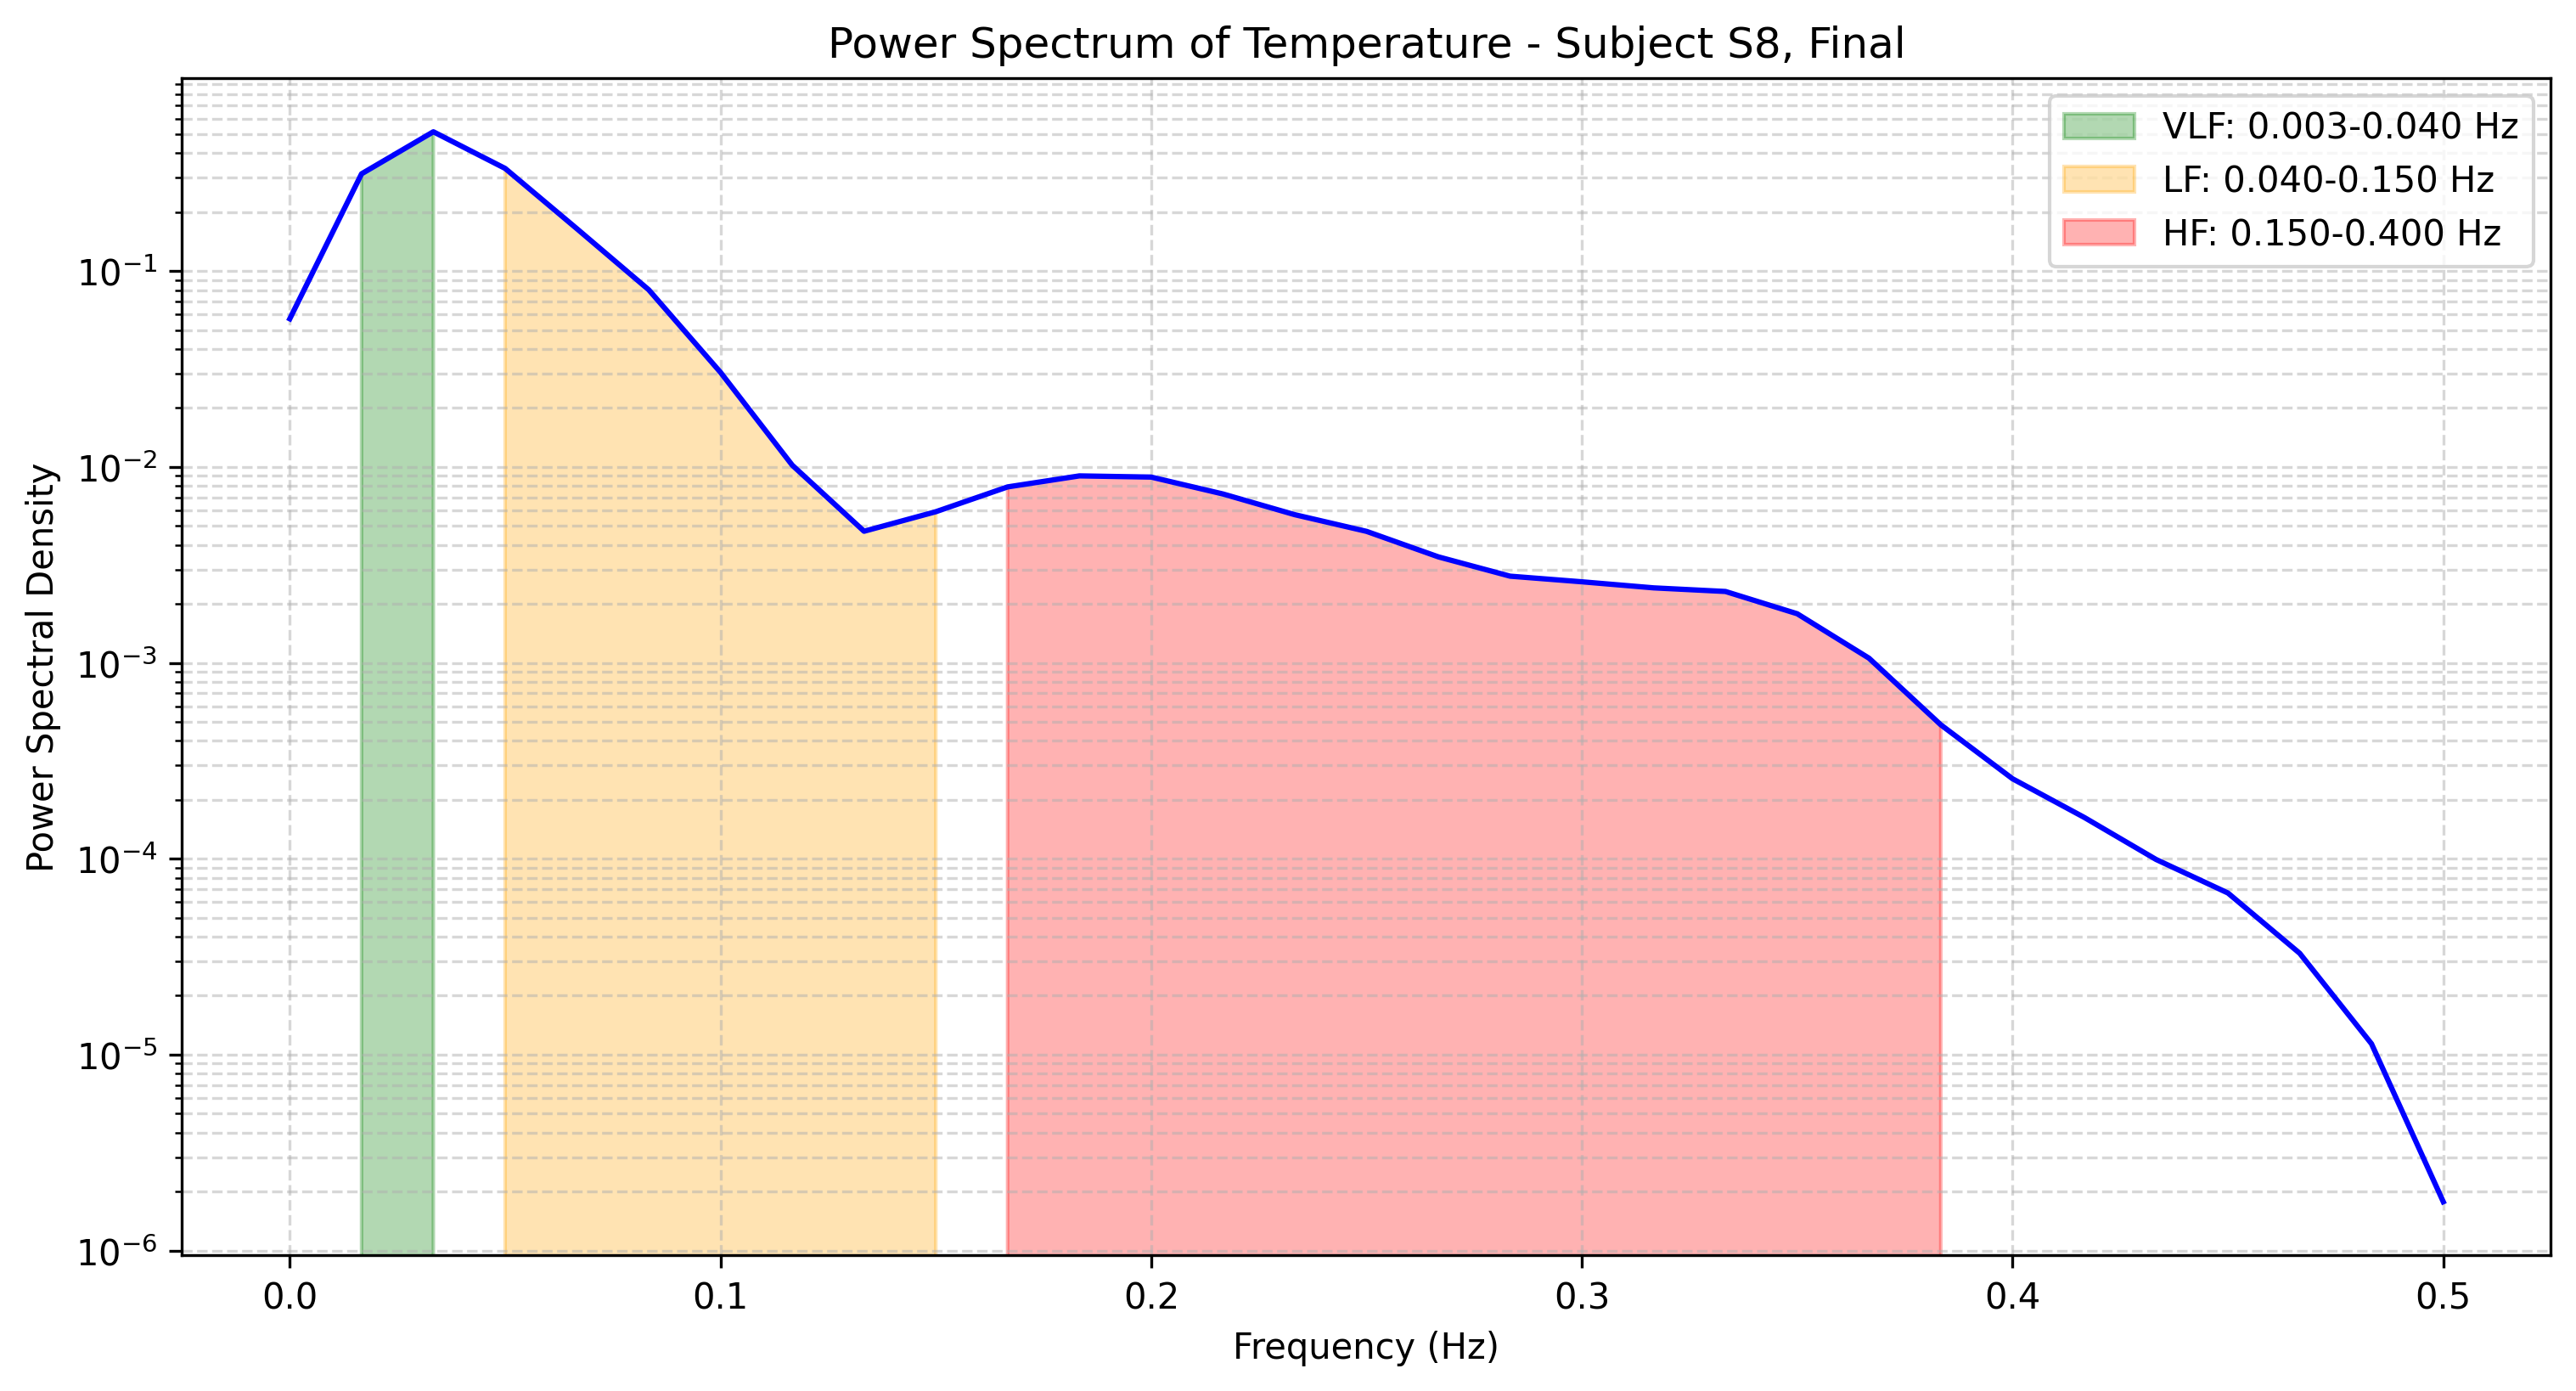 Power Spectrum of Temperature - Subject S8, Final
VLF: 0.003-0.040 Hz
LF: 0.040-0.150 Hz
HF: 0.150-0.400 Hz
Power Spectral Density
10⁻¹
10⁻²
10⁻³
10⁻⁴
10⁻⁵
10⁻⁶
0.0 0.1 0.2 0.3 0.4 0.5
Frequency (Hz)